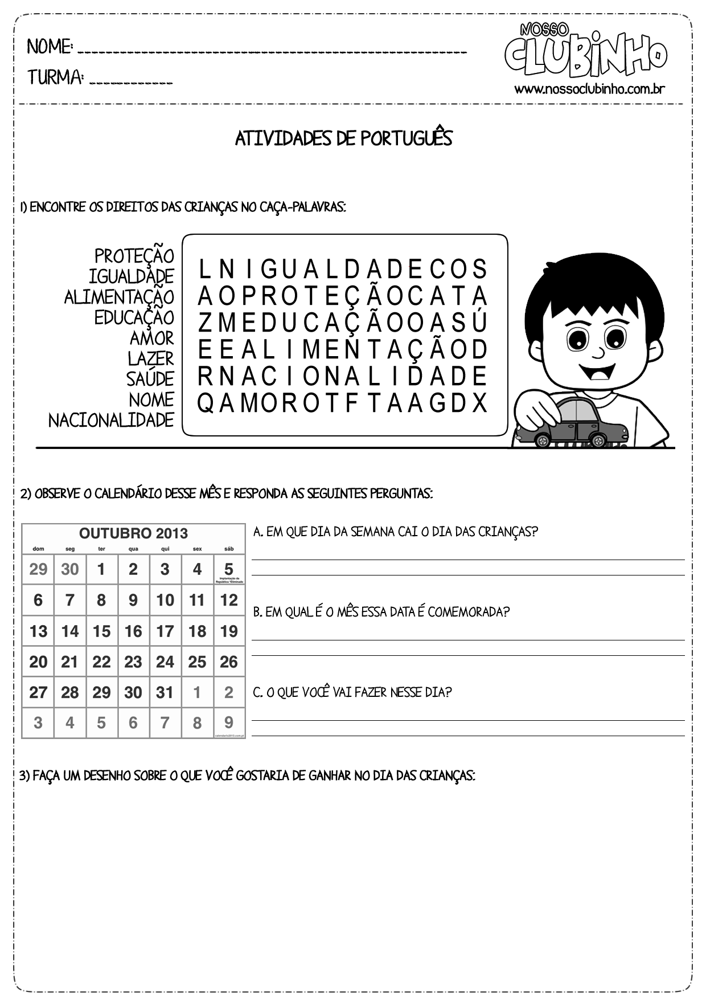 NOME: ________________________
TURMA: ____________
NOSSO
CLUBINHO
www.nossoclubinho.com.br
ATIVIDADES DE PORTUGUÊS
1) ENCONTRE OS DIREITOS DAS CRIANÇAS NO CAÇA-PALAVRAS:
PROTEÇÃO
IGUALDADE
ALIMENTAÇÃO
EDUCAÇÃO
AMOR
LAZER
SAÚDE
NOME
NACIONALIDADE
L N I G U A L D A D E C O S
A O P R O T E Ç Ã O C A T A
Z M E D U C A Ç Ã O O A S Ú
E E A L I M E N T A Ç Ã O D
R N A C I O N A L I D A D E
Q A M O R O T F T A A G D X
2) OBSERVE O CALENDÁRIO DESSE MÊS E RESPONDA AS SEGUINTES PERGUNTAS:
OUTUBRO 2013
dom seg ter qua qui sex sáb
29 30 1 2 3 4 5
Implantação da
República *Eliminado
6 7 8 9 10 11 12
13 14 15 16 17 18 19
20 21 22 23 24 25 26
27 28 29 30 31 1 2
3 4 5 6 7 8 9
calendario2013.com.pt
A. EM QUE DIA DA SEMANA CAI O DIA DAS CRIANÇAS?
B. EM QUAL É O MÊS ESSA DATA É COMEMORADA?
C. O QUE VOCÊ VAI FAZER NESSE DIA?
3) FAÇA UM DESENHO SOBRE O QUE VOCÊ GOSTARIA DE GANHAR NO DIA DAS CRIANÇAS: